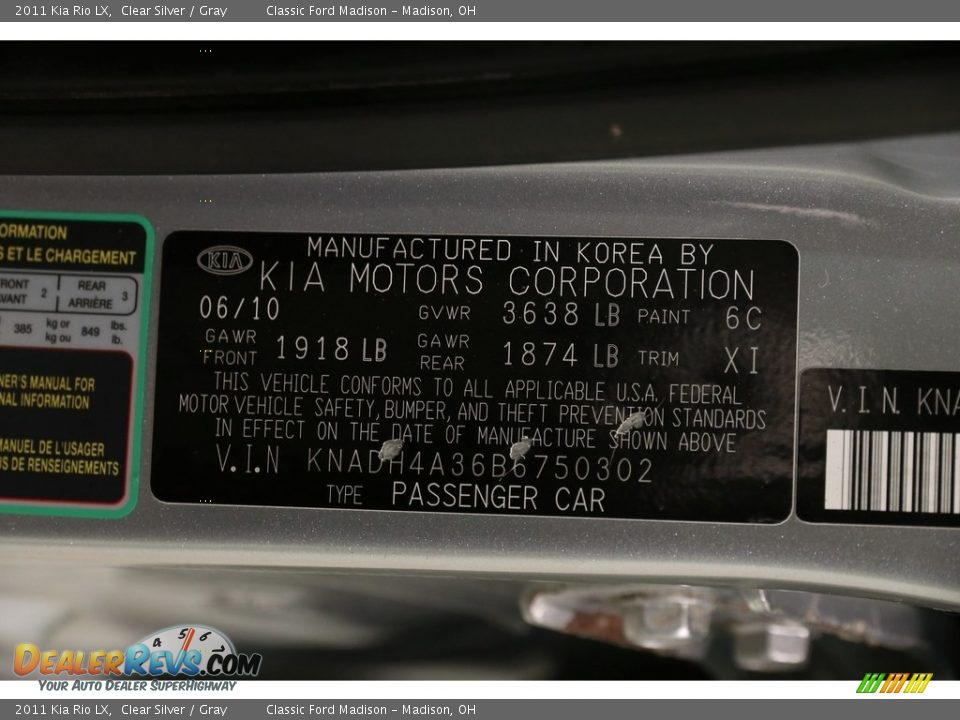 2011 Kia Rio LX, Clear Silver / Gray Classic Ford Madison - Madison, OH
ORMATION
S ET LE CHARGEMENT
FRONT 2 REAR 3
AVANT ARRIÈRE
385 kg or 849 lbs.
kg ou lb.
NER'S MANUAL FOR
NAL INFORMATION
MANUEL DE L'USAGER
US DE RENSEIGNEMENTS
KIA
MANUFACTURED IN KOREA BY
KIA MOTORS CORPORATION
06/10 GVWR 3638 LB PAINT 6C
GAWR FRONT 1918 LB GAWR REAR 1874 LB TRIM XI
THIS VEHICLE CONFORMS TO ALL APPLICABLE U.S.A. FEDERAL
MOTOR VEHICLE SAFETY, BUMPER, AND THEFT PREVENTION STANDARDS
IN EFFECT ON THE DATE OF MANUFACTURE SHOWN ABOVE
V.I.N KNADH4A36B6750302
TYPE PASSENGER CAR
V.I.N. KNA
4 5 6
DEALERREVS.COM
YOUR AUTO DEALER SUPERHIGHWAY
2011 Kia Rio LX, Clear Silver / Gray Classic Ford Madison - Madison, OH